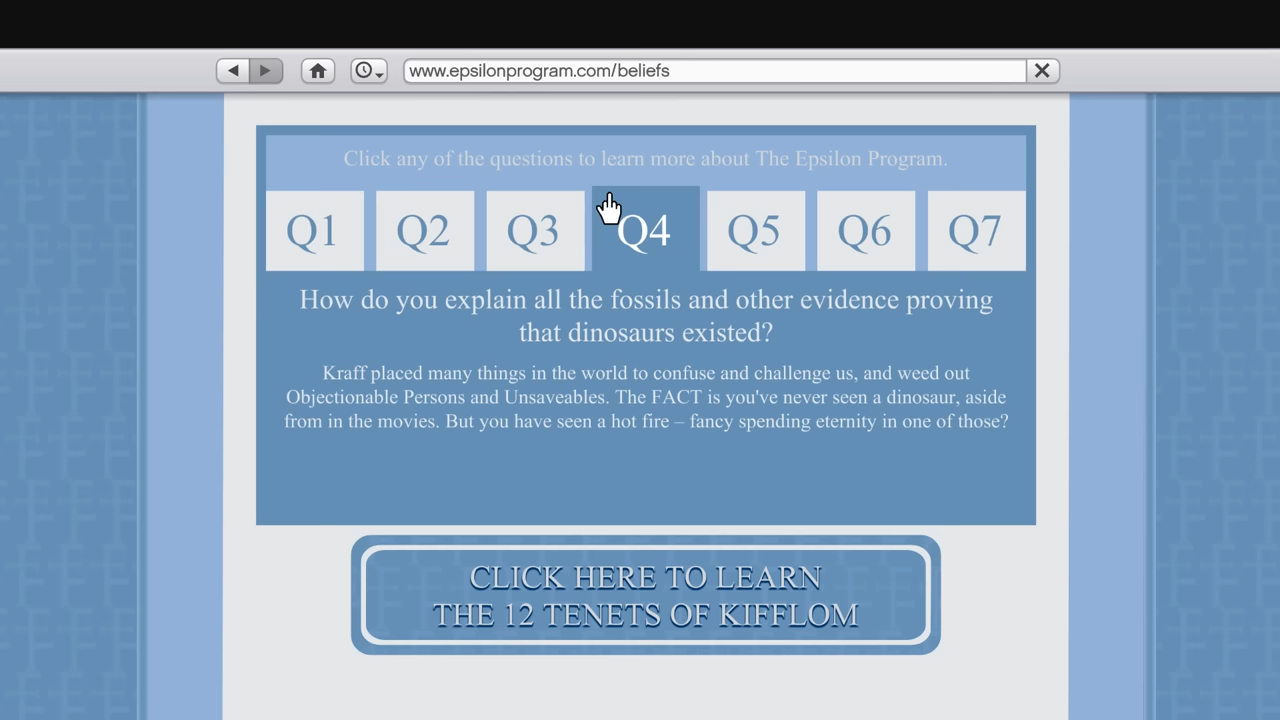 www.epsilonprogram.com/beliefs
Click any of the questions to learn more about The Epsilon Program.
Q1 Q2 Q3 Q4 Q5 Q6 Q7
How do you explain all the fossils and other evidence proving
that dinosaurs existed?
Kraff placed many things in the world to confuse and challenge us, and weed out
Objectionable Persons and Unsaveables. The FACT is you've never seen a dinosaur, aside
from in the movies. But you have seen a hot fire – fancy spending eternity in one of those?
CLICK HERE TO LEARN
THE 12 TENETS OF KIFFLOM